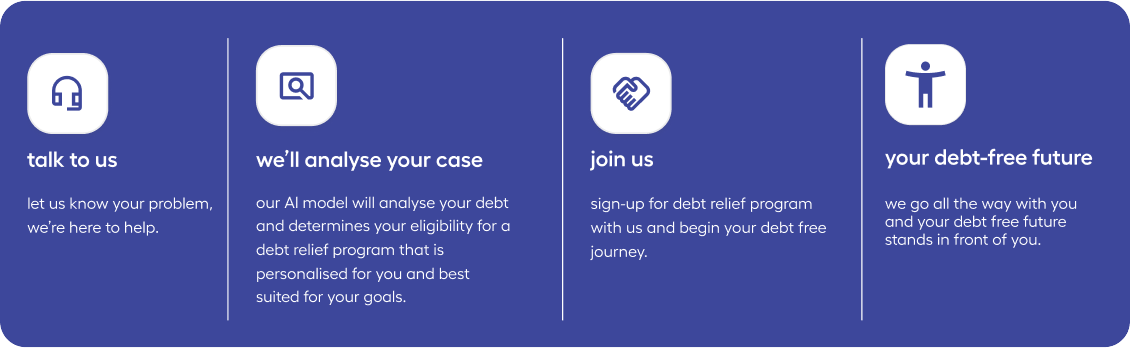 talk to us
let us know your problem,
we're here to help.
we'll analyse your case
our AI model will analyse your debt
and determines your eligibility for a
debt relief program that is
personalised for you and best
suited for your goals.
join us
sign-up for debt relief program
with us and begin your debt free
journey.
your debt-free future
we go all the way with you
and your debt free future
stands in front of you.